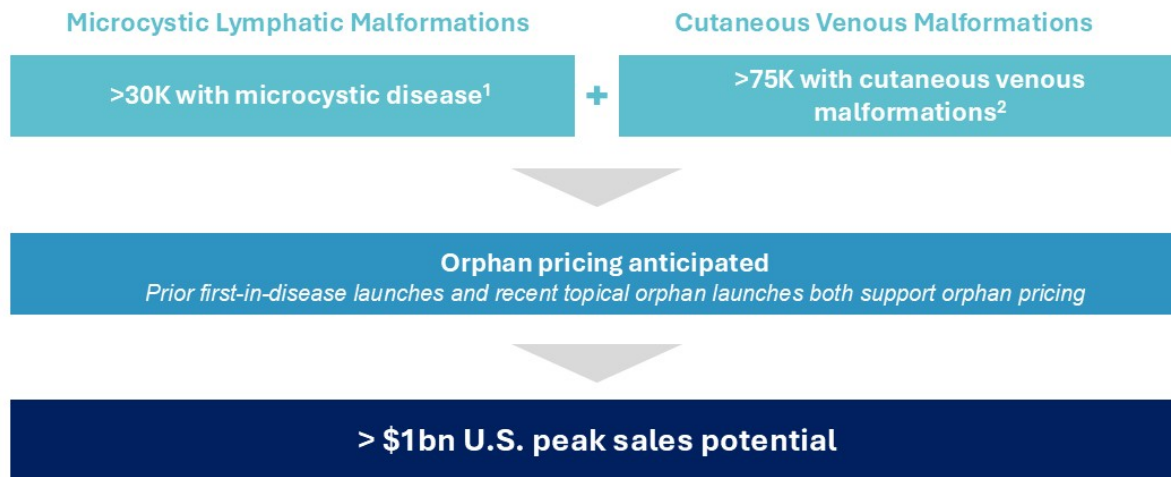 Microcystic Lymphatic Malformations
Cutaneous Venous Malformations
>30K with microcystic disease¹
+
>75K with cutaneous venous
malformations²
Orphan pricing anticipated
Prior first-in-disease launches and recent topical orphan launches both support orphan pricing
> $1bn U.S. peak sales potential